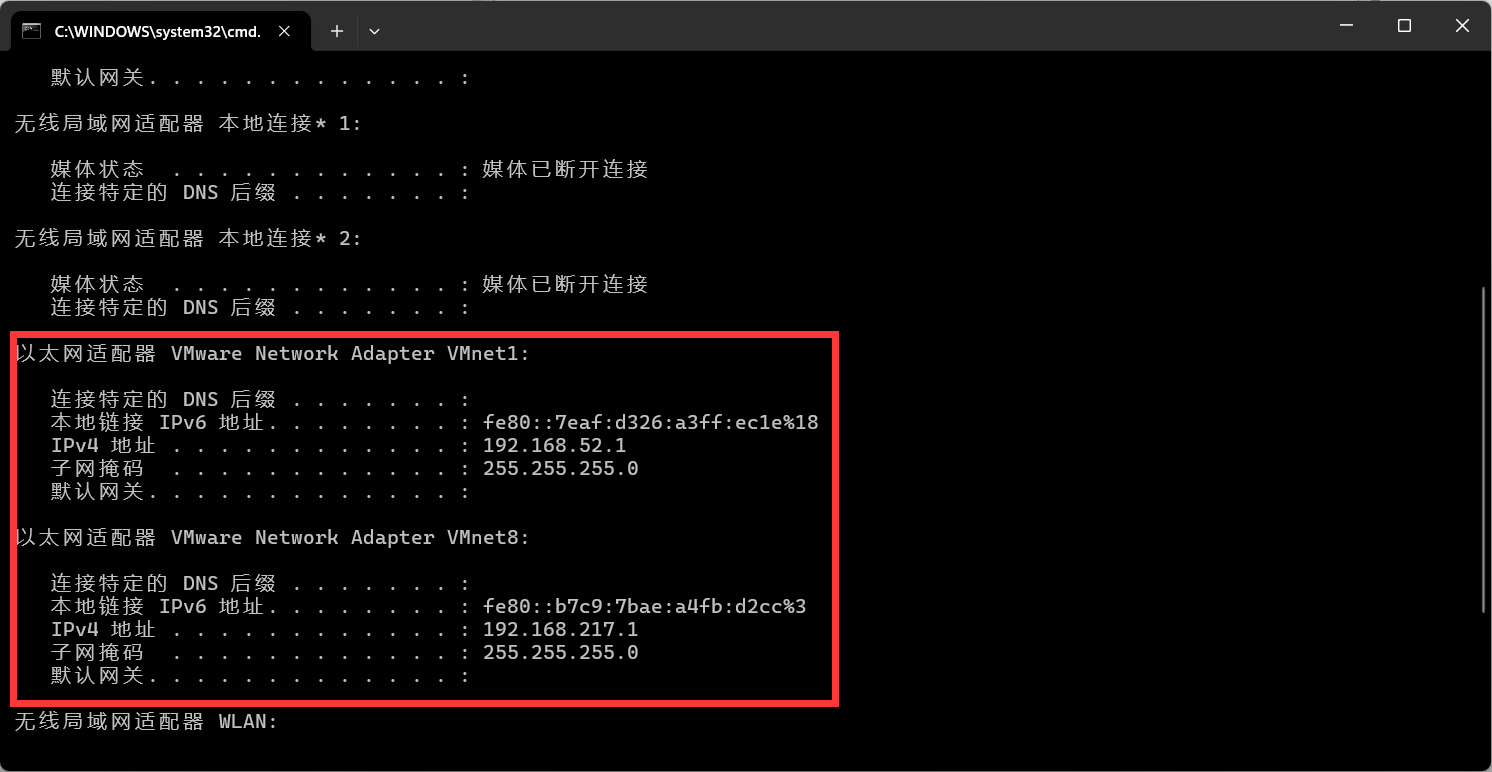 C:\WINDOWS\system32\cmd.
默认网关. . . . . . . . . . . . . :
无线局域网适配器 本地连接* 1:
媒体状态 . . . . . . . . . . . . : 媒体已断开连接
连接特定的 DNS 后缀 . . . . . . . :
无线局域网适配器 本地连接* 2:
媒体状态 . . . . . . . . . . . . : 媒体已断开连接
连接特定的 DNS 后缀 . . . . . . . :
以太网适配器 VMware Network Adapter VMnet1:
连接特定的 DNS 后缀 . . . . . . . :
本地链接 IPv6 地址. . . . . . . . : fe80::7eaf:d326:a3ff:ec1e%18
IPv4 地址 . . . . . . . . . . . . : 192.168.52.1
子网掩码 . . . . . . . . . . . . : 255.255.255.0
默认网关. . . . . . . . . . . . . :
以太网适配器 VMware Network Adapter VMnet8:
连接特定的 DNS 后缀 . . . . . . . :
本地链接 IPv6 地址. . . . . . . . : fe80::b7c9:7bae:a4fb:d2cc%3
IPv4 地址 . . . . . . . . . . . . : 192.168.217.1
子网掩码 . . . . . . . . . . . . : 255.255.255.0
默认网关. . . . . . . . . . . . . :
无线局域网适配器 WLAN: